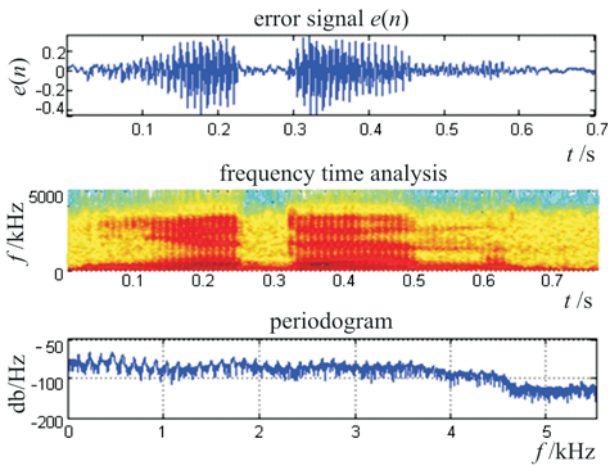 error signal e(n)
e(n)
0.2
0
-0.2
-0.4
0.1 0.2 0.3 0.4 0.5 0.6 0.7
t /s
frequency time analysis
f /kHz
5000
0
0.1 0.2 0.3 0.4 0.5 0.6 0.7
t /s
periodogram
db/Hz
-50
-100
-200
0 1 2 3 4 5
f /kHz